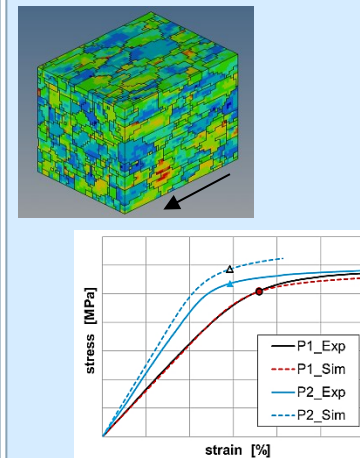 stress [MPa]
P1_Exp
P1_Sim
P2_Exp
P2_Sim
strain [%]